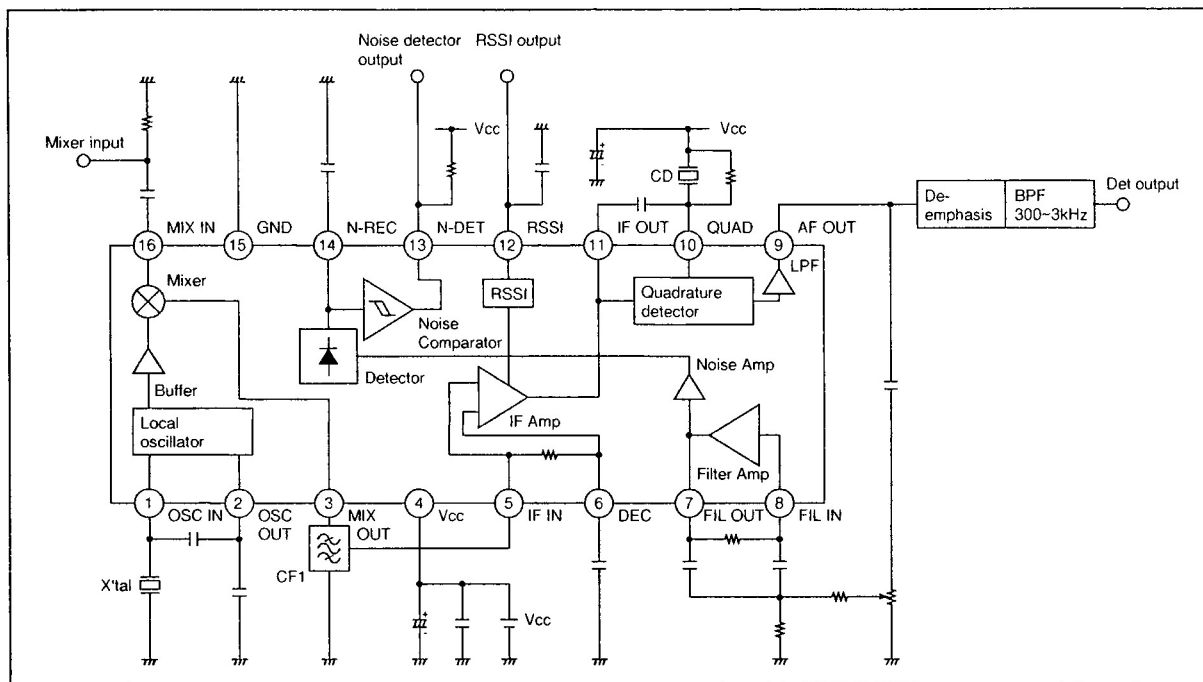 Noise detector
output
RSSI output
Mixer input
Vcc
Vcc
+
-
CD
De-
emphasis
BPF
300~3kHz
Det output
16
MIX IN
15
GND
14
N-REC
13
N-DET
12
RSSI
11
IF OUT
10
QUAD
9
AF OUT
Mixer
RSSI
LPF
Quadrature
detector
Noise
Comparator
Buffer
Detector
Noise Amp
IF Amp
Local
oscillator
Filter Amp
1
OSC IN
2
OSC
OUT
3
MIX
OUT
4
Vcc
5
IF IN
6
DEC
7
FIL OUT
8
FIL IN
X'tal
CF1
+
-
Vcc